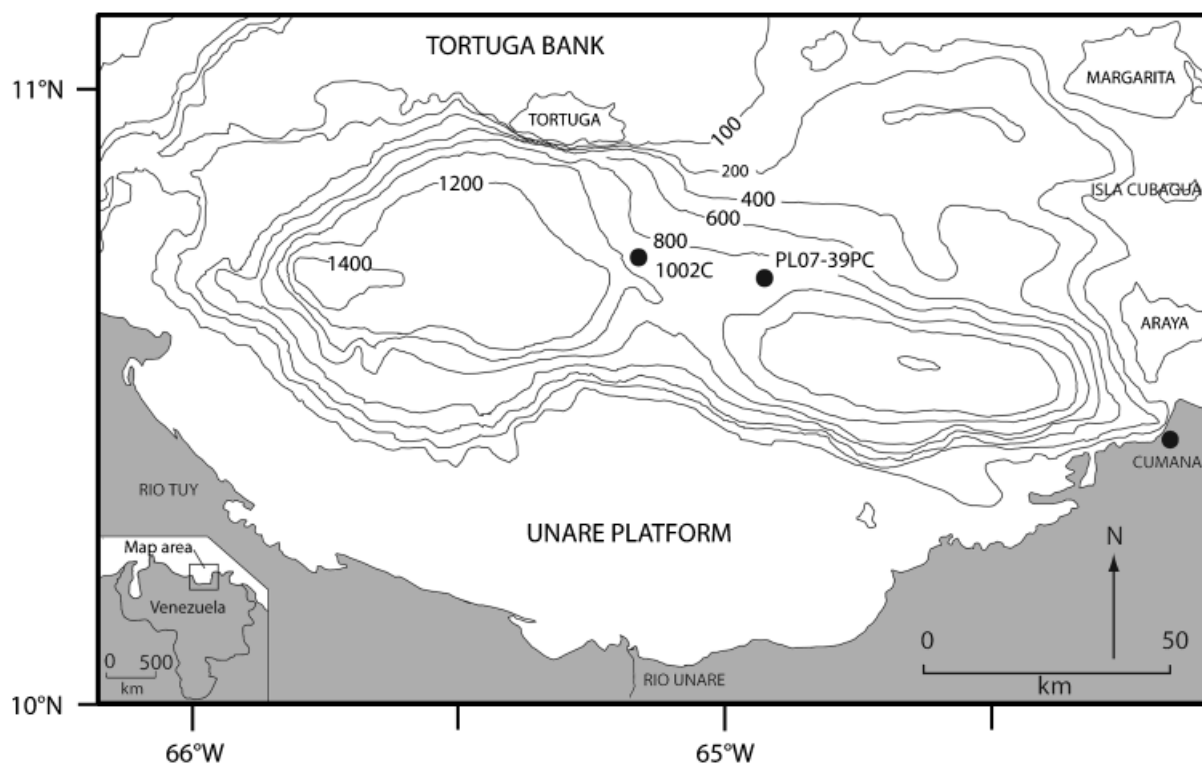 TORTUGA BANK
11°N
MARGARITA
TORTUGA
100
200
1200
400
ISLA CUBAGUA
600
800
1400
1002C
PL07-39PC
ARAYA
CUMANA
RIO TUY
UNARE PLATFORM
N
Map area
Venezuela
0 50
0 500
km
km
RIO UNARE
10°N
66°W
65°W